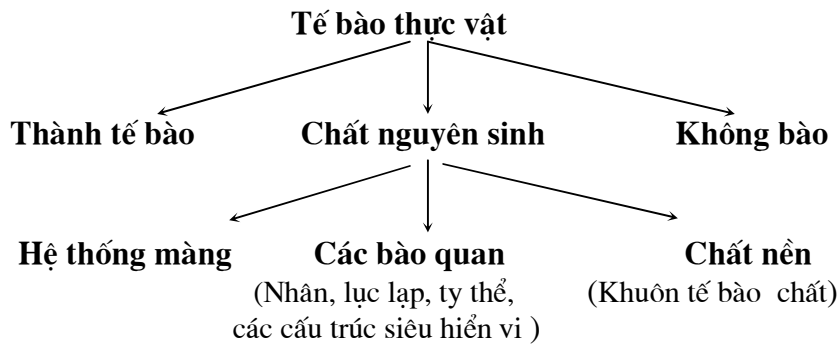 Tế bào thực vật
Thành tế bào Chất nguyên sinh Không bào
Hệ thống màng Các bào quan Chất nền
(Nhân, lục lạp, ty thể, (Khuôn tế bào chất)
các cấu trúc siêu hiển vi )